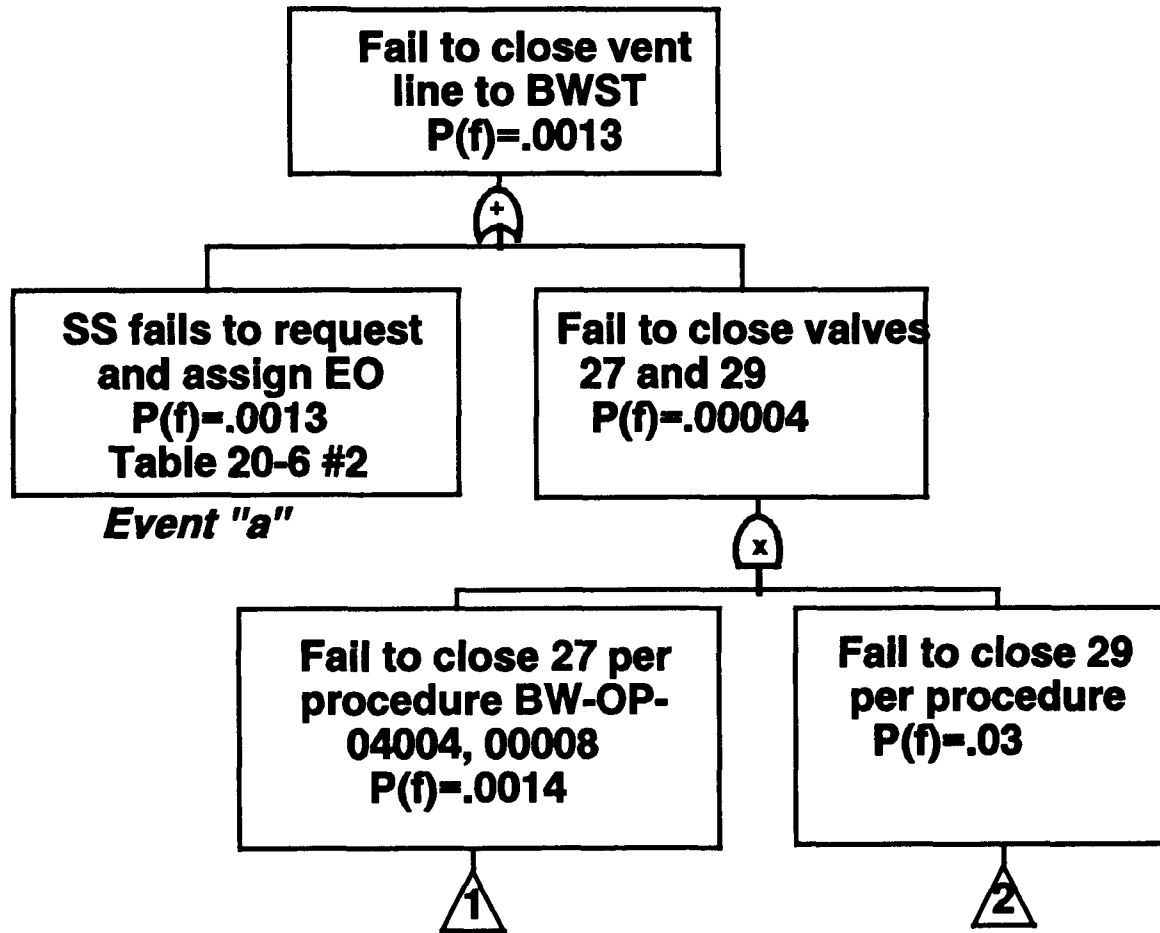 Fail to close vent
line to BWST
P(f)=.0013
+
SS fails to request
and assign EO
P(f)=.0013
Table 20-6 #2
Event "a"
Fail to close valves
27 and 29
P(f)=.00004
x
Fail to close 27 per
procedure BW-OP-
04004, 00008
P(f)=.0014
Fail to close 29
per procedure
P(f)=.03
1
2